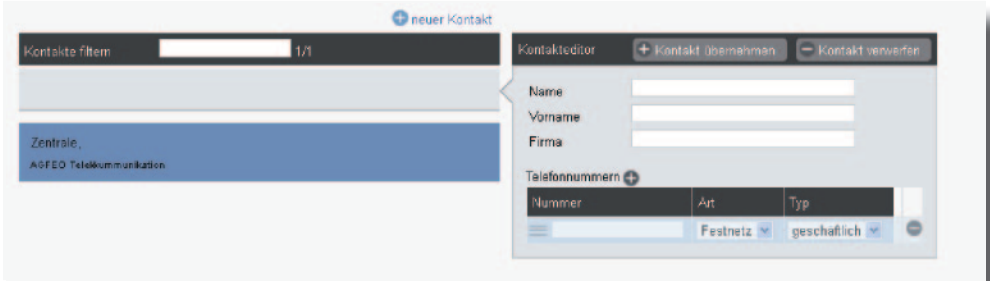 neuer Kontakt
Kontakte filtern 1/1
Zentrale,
AGFEO Telekommunikation
Kontakteditor Kontakt übernehmen Kontakt verwerfen
Name
Vorname
Firma
Telefonnummern
Nummer Art Typ
Festnetz geschäftlich